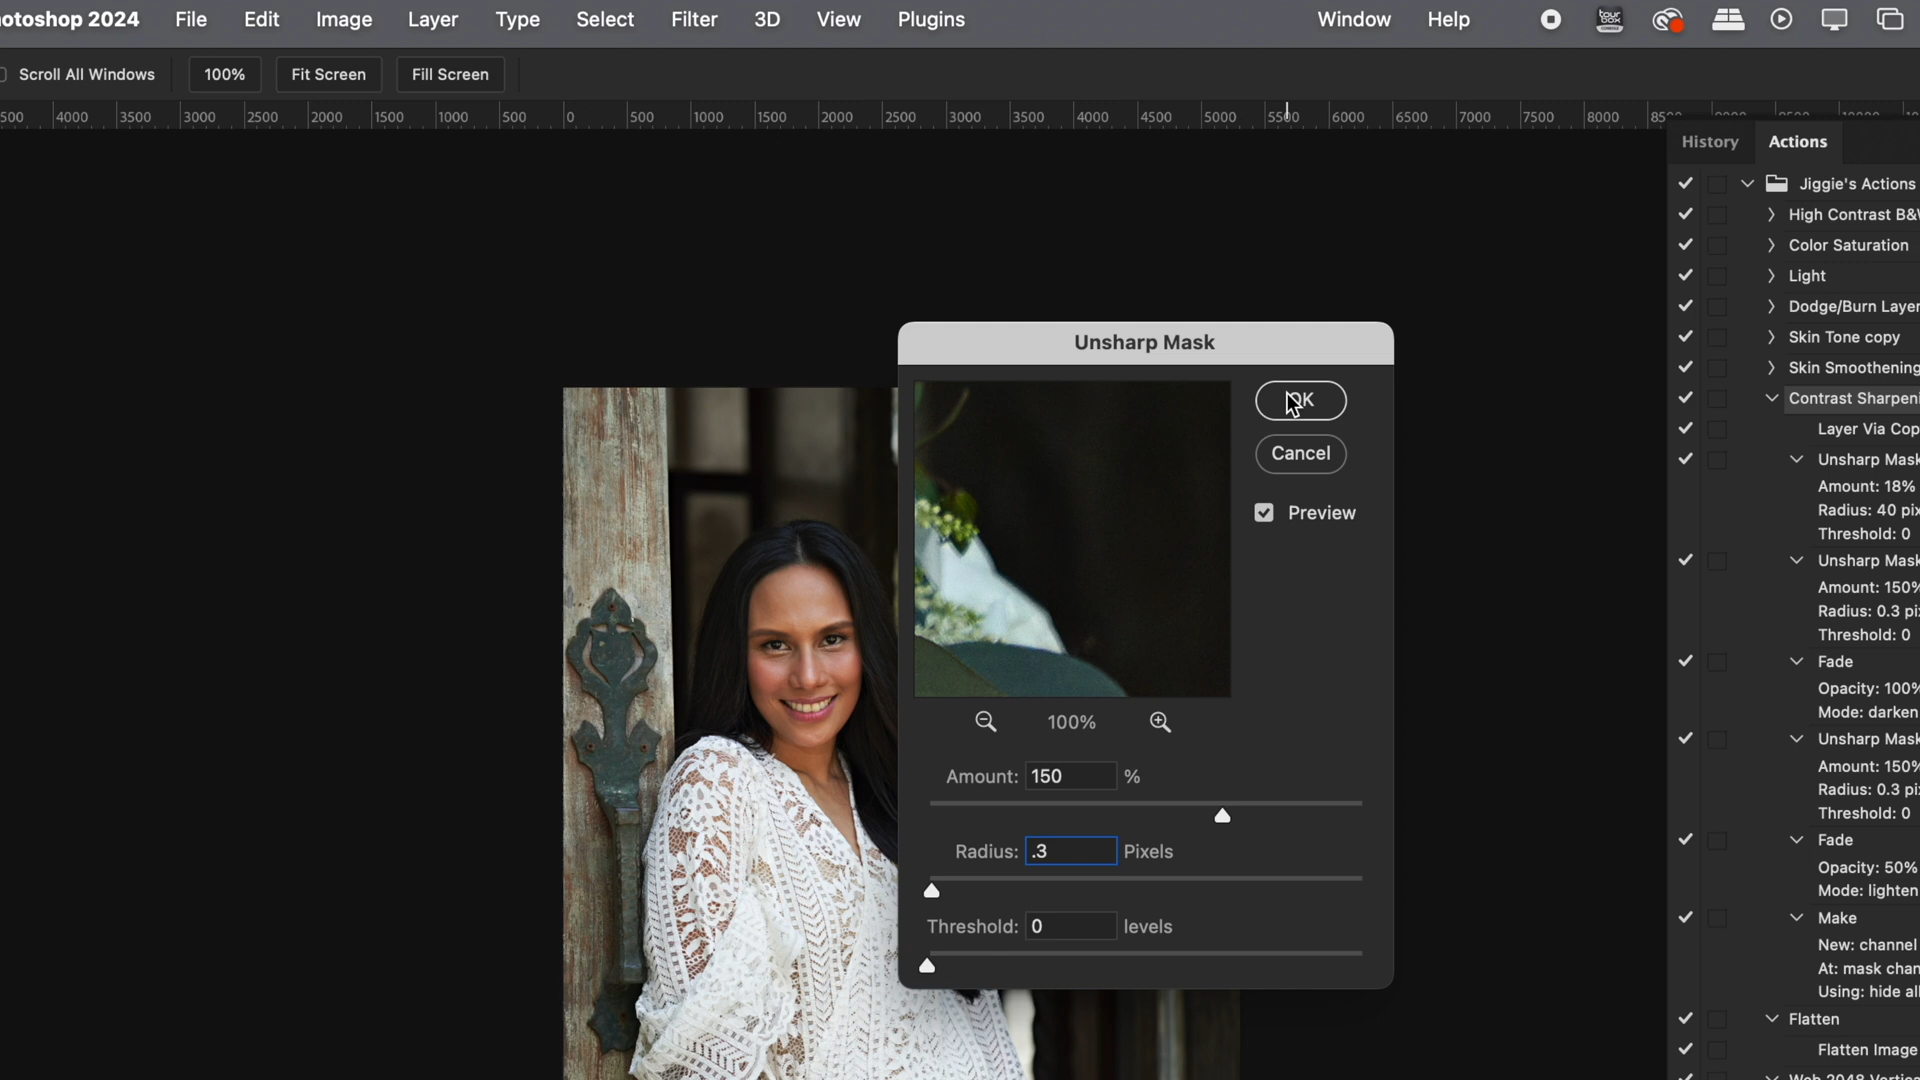 otoshop 2024 File Edit Image Layer Type Select Filter 3D View Plugins Window Help
Scroll All Windows 100% Fit Screen Fill Screen
500 4000 3500 3000 2500 2000 1500 1000 500 0 500 1000 1500 2000 2500 3000 3500 4000 4500 5000 5500 6000 6500 7000 7500 8000
History Actions
Jiggie's Actions
High Contrast B&
Color Saturation
Light
Dodge/Burn Layer
Skin Tone copy
Skin Smoothening
Contrast Sharpeni
Layer Via Cop
Unsharp Mask
Amount: 18%
Radius: 40 pix
Threshold: 0
Unsharp Mask
Amount: 150%
Radius: 0.3 pi
Threshold: 0
Fade
Opacity: 100%
Mode: darken
Unsharp Mask
Amount: 150%
Radius: 0.3 pi
Threshold: 0
Fade
Opacity: 50%
Mode: lighten
Make
New: channel
At: mask chan
Using: hide all
Flatten
Flatten Image
Unsharp Mask
OK
Cancel
Preview
100%
Amount: 150 %
Radius: .3 Pixels
Threshold: 0 levels